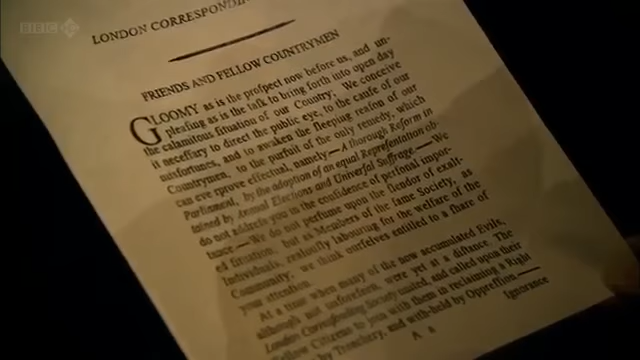 BBC
LONDON CORRESPONDIN
FRIENDS AND FELLOW COUNTRYMEN
GLOOMY as is the profpect now before us, and un-
pleafing as is the tafk to bring forth into open day
the calamitous fituation of our Country; We conceive
it neceffary to direct the public eye, to the caufe of our
misfortunes, and to awaken the fleeping reafon of our
Countrymen, to the purfuit of the only remedy, which
can eve rprove effectual, namely—A thorough Reform in
Parliament, by the adoption of an equal Reprefentation ob-
tained by Annual Elections and Univerfal Suffrage.—We
do not addrefs you in the confidence of perfonal impor-
tance—We do not perfume upon the fplendor of exalt-
ed fituation, but as Members of the fame Society, as
Individuals, zealoufly labouring for the welfare of the
Community; we think ourfelves entitled to a fhare of
your attention.
At a time when many of the now accumulated Evils,
although not unforefeen, were yet at a diftance. The
London Correfponding Society united, and called upon their
Fellow Citizens to join with them in reclaiming a Right
by Treachery, and with-held by Oppreffion.—
Ignorance
A